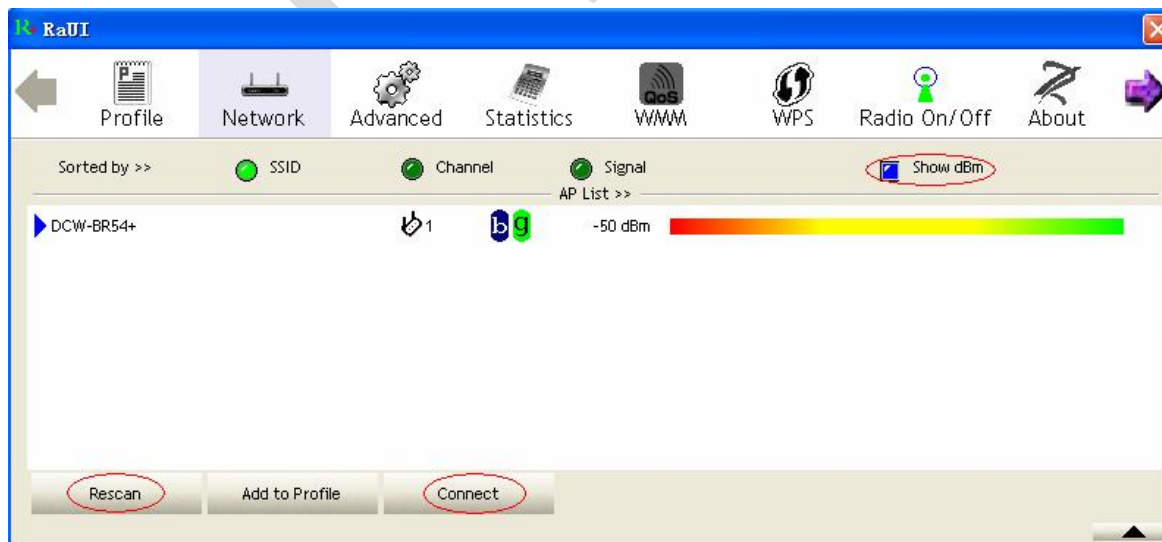 RaUI
Profile Network Advanced Statistics QoS WMM WPS Radio On/Off About
Sorted by >> SSID Channel Signal Show dBm
AP List >>
DCW-BR54+ 1 b g -50 dBm
Rescan Add to Profile Connect